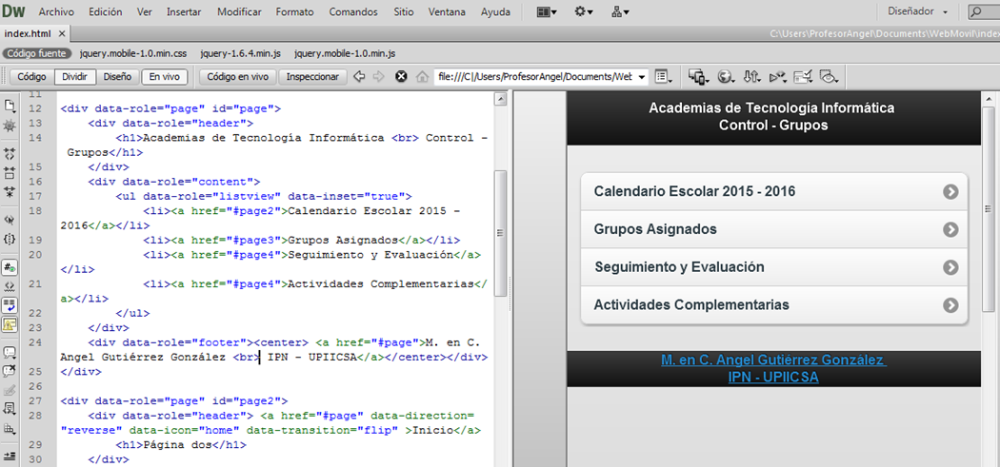 Dw Archivo Edición Ver Insertar Modificar Formato Comandos Sitio Ventana Ayuda Diseñador
index.html × C:\Users\ProfesorAngel\Documents\WebMovil\index
Código fuente jquery.mobile-1.0.min.css jquery-1.6.4.min.js jquery.mobile-1.0.min.js
Código Dividir Diseño En vivo Código en vivo Inspeccionar file:///C|/Users/ProfesorAngel/Documents/Web
11
12 <div data-role="page" id="page">
13 <div data-role="header">
14 <h1>Academias de Tecnología Informática <br> Control -
Grupos</h1>
15 </div>
16 <div data-role="content">
17 <ul data-role="listview" data-inset="true">
18 <li><a href="#page2">Calendario Escolar 2015 -
2016</a></li>
19 <li><a href="#page3">Grupos Asignados</a></li>
20 <li><a href="#page4">Seguimiento y Evaluación</a>
</li>
21 <li><a href="#page4">Actividades Complementarias</
a></li>
22 </ul>
23 </div>
24 <div data-role="footer"><center> <a href="#page">M. en C.
Angel Gutiérrez González <br> IPN - UPIICSA</a></center></div>
25 </div>
26
27 <div data-role="page" id="page2">
28 <div data-role="header"> <a href="#page" data-direction=
"reverse" data-icon="home" data-transition="flip" >Inicio</a>
29 <h1>Página dos</h1>
30 </div>
Academias de Tecnología Informática
Control - Grupos
Calendario Escolar 2015 - 2016
Grupos Asignados
Seguimiento y Evaluación
Actividades Complementarias
M. en C. Angel Gutiérrez González
IPN - UPIICSA